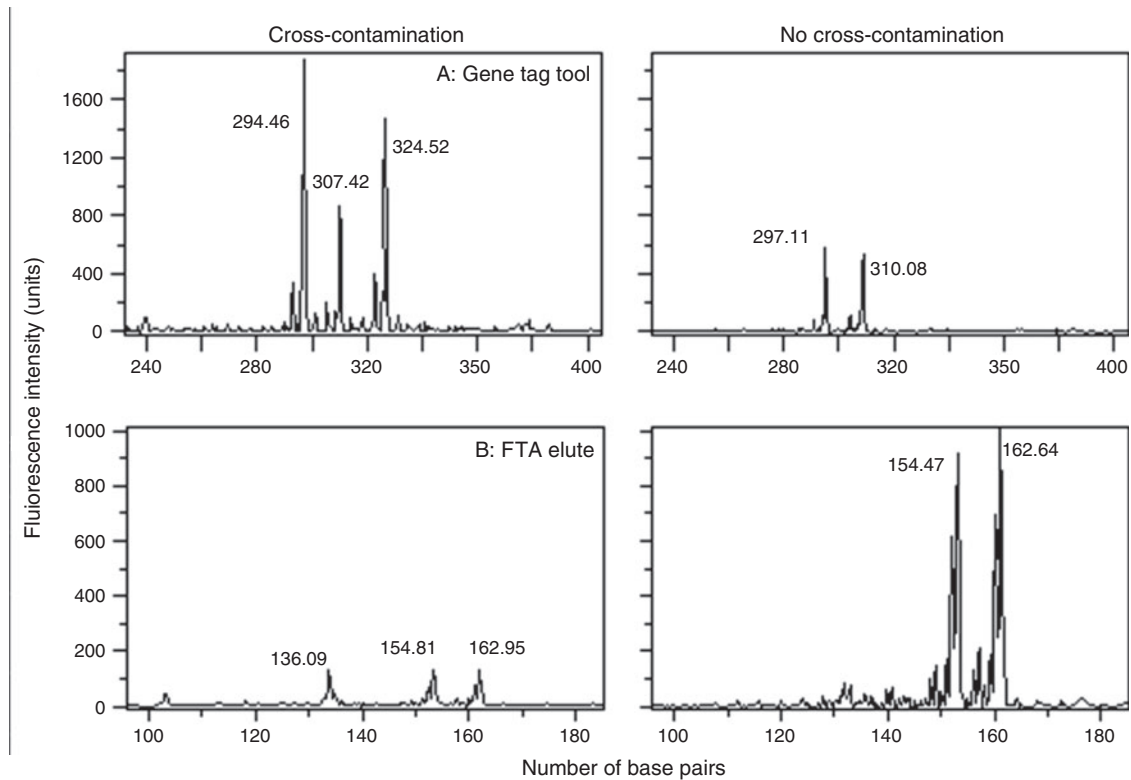 Cross-contamination
No cross-contamination
A: Gene tag tool
294.46
307.42
324.52
297.11
310.08
1600
1200
800
400
0
240 280 320 350 400
240 280 320 350 400
B: FTA elute
136.09
154.81
162.95
154.47
162.64
1000
800
600
400
200
0
100 120 140 160 180
100 140 160 180
Fluiorescence intensity (units)
Number of base pairs